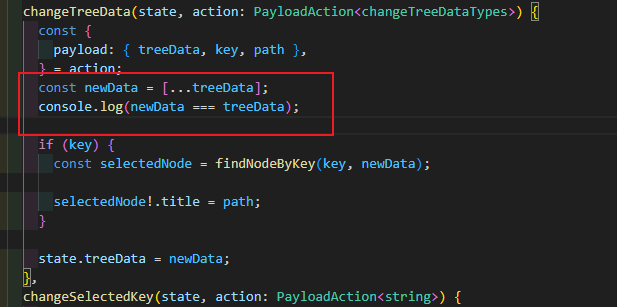 changeTreeData(state, action: PayloadAction<changeTreeDataTypes>) {
const {
payload: { treeData, key, path },
} = action;
const newData = [...treeData];
console.log(newData === treeData);
if (key) {
const selectedNode = findNodeByKey(key, newData);
selectedNode!.title = path;
}
state.treeData = newData;
},
changeSelectedKey(state, action: PayloadAction<string>) {